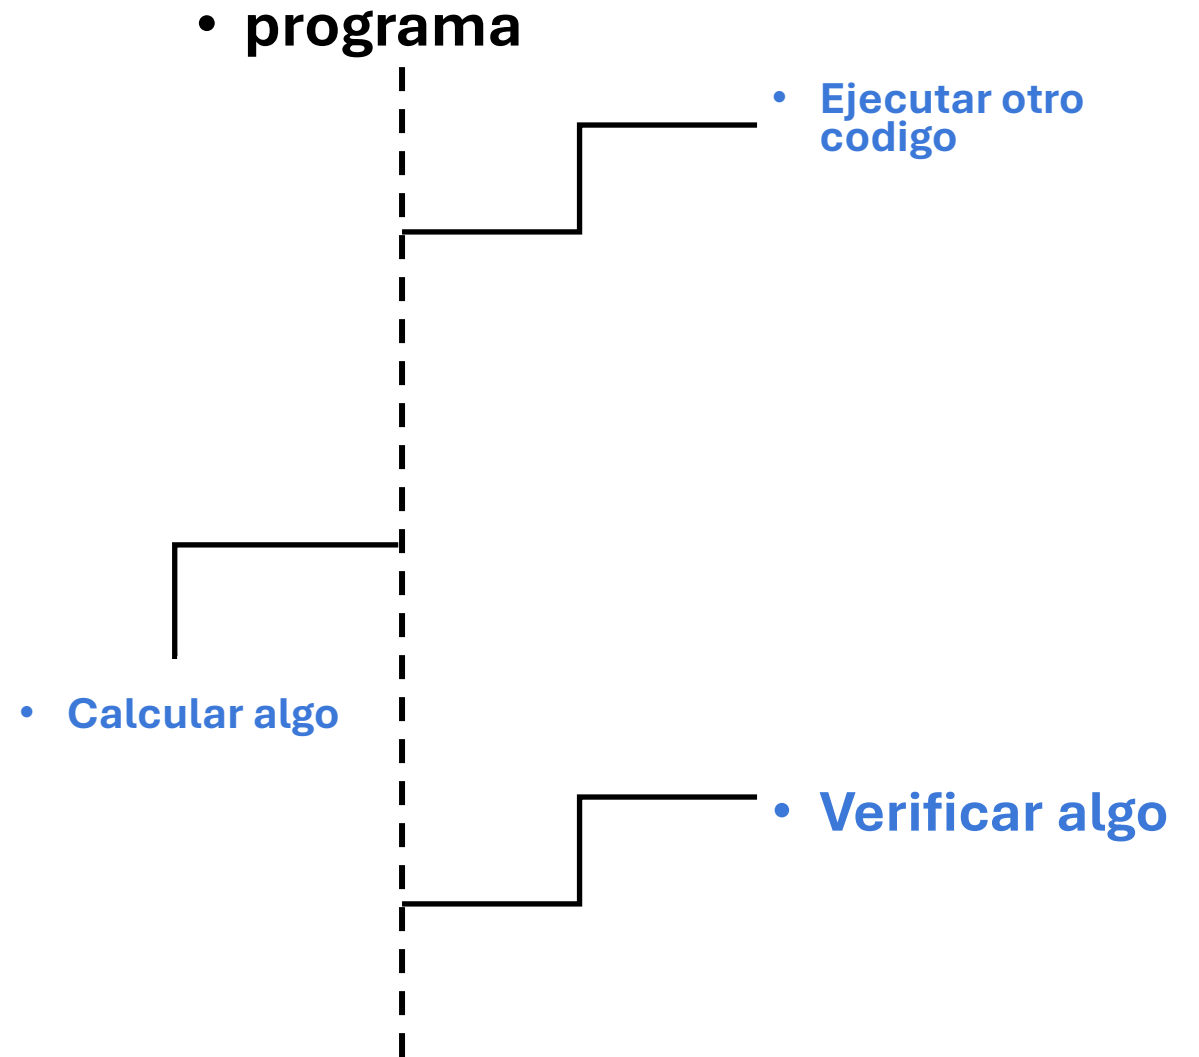 • programa
• Ejecutar otro
codigo
• Calcular algo
• Verificar algo